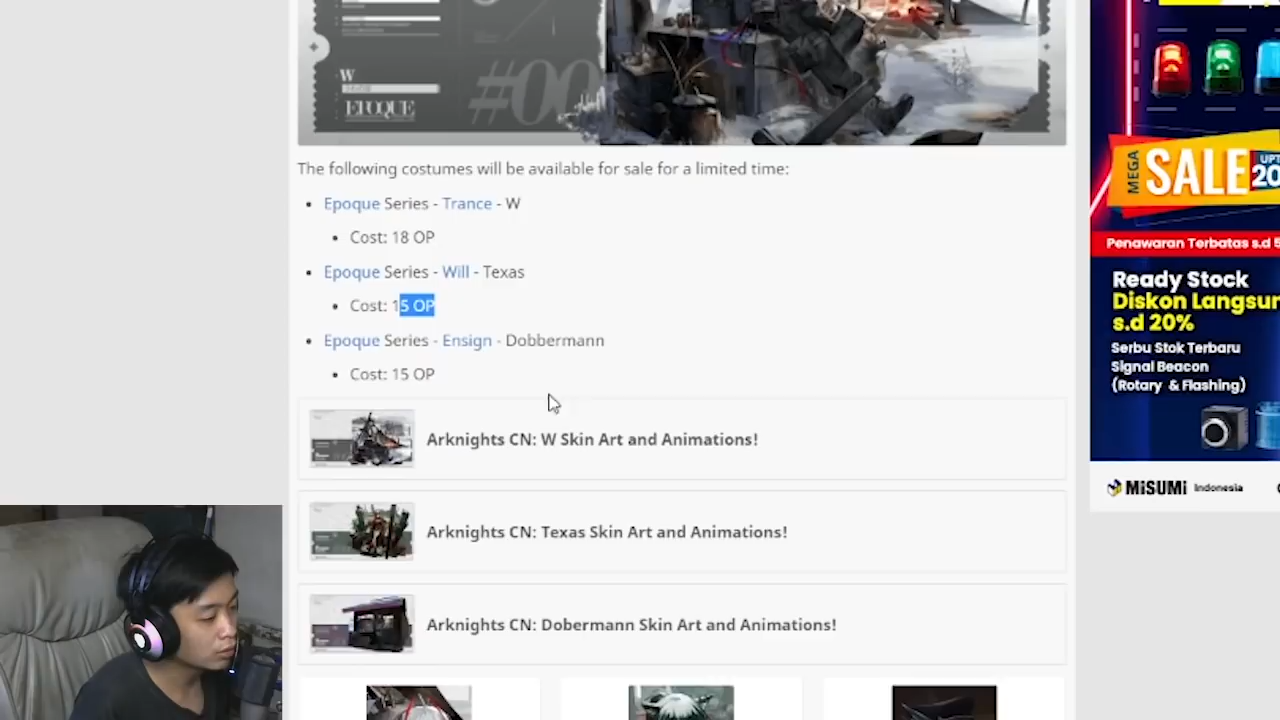 W
EPOQUE
#00
The following costumes will be available for sale for a limited time:
Epoque Series - Trance - W
Cost: 18 OP
Epoque Series - Will - Texas
Cost: 15 OP
Epoque Series - Ensign - Dobbermann
Cost: 15 OP
Arknights CN: W Skin Art and Animations!
Arknights CN: Texas Skin Art and Animations!
Arknights CN: Dobermann Skin Art and Animations!
MEGA
SALE
20
Penawaran Terbatas s.d 5
Ready Stock
Diskon Langsun
s.d 20%
Serbu Stok Terbaru
Signal Beacon
(Rotary & Flashing)
MiSUMi Indonesia